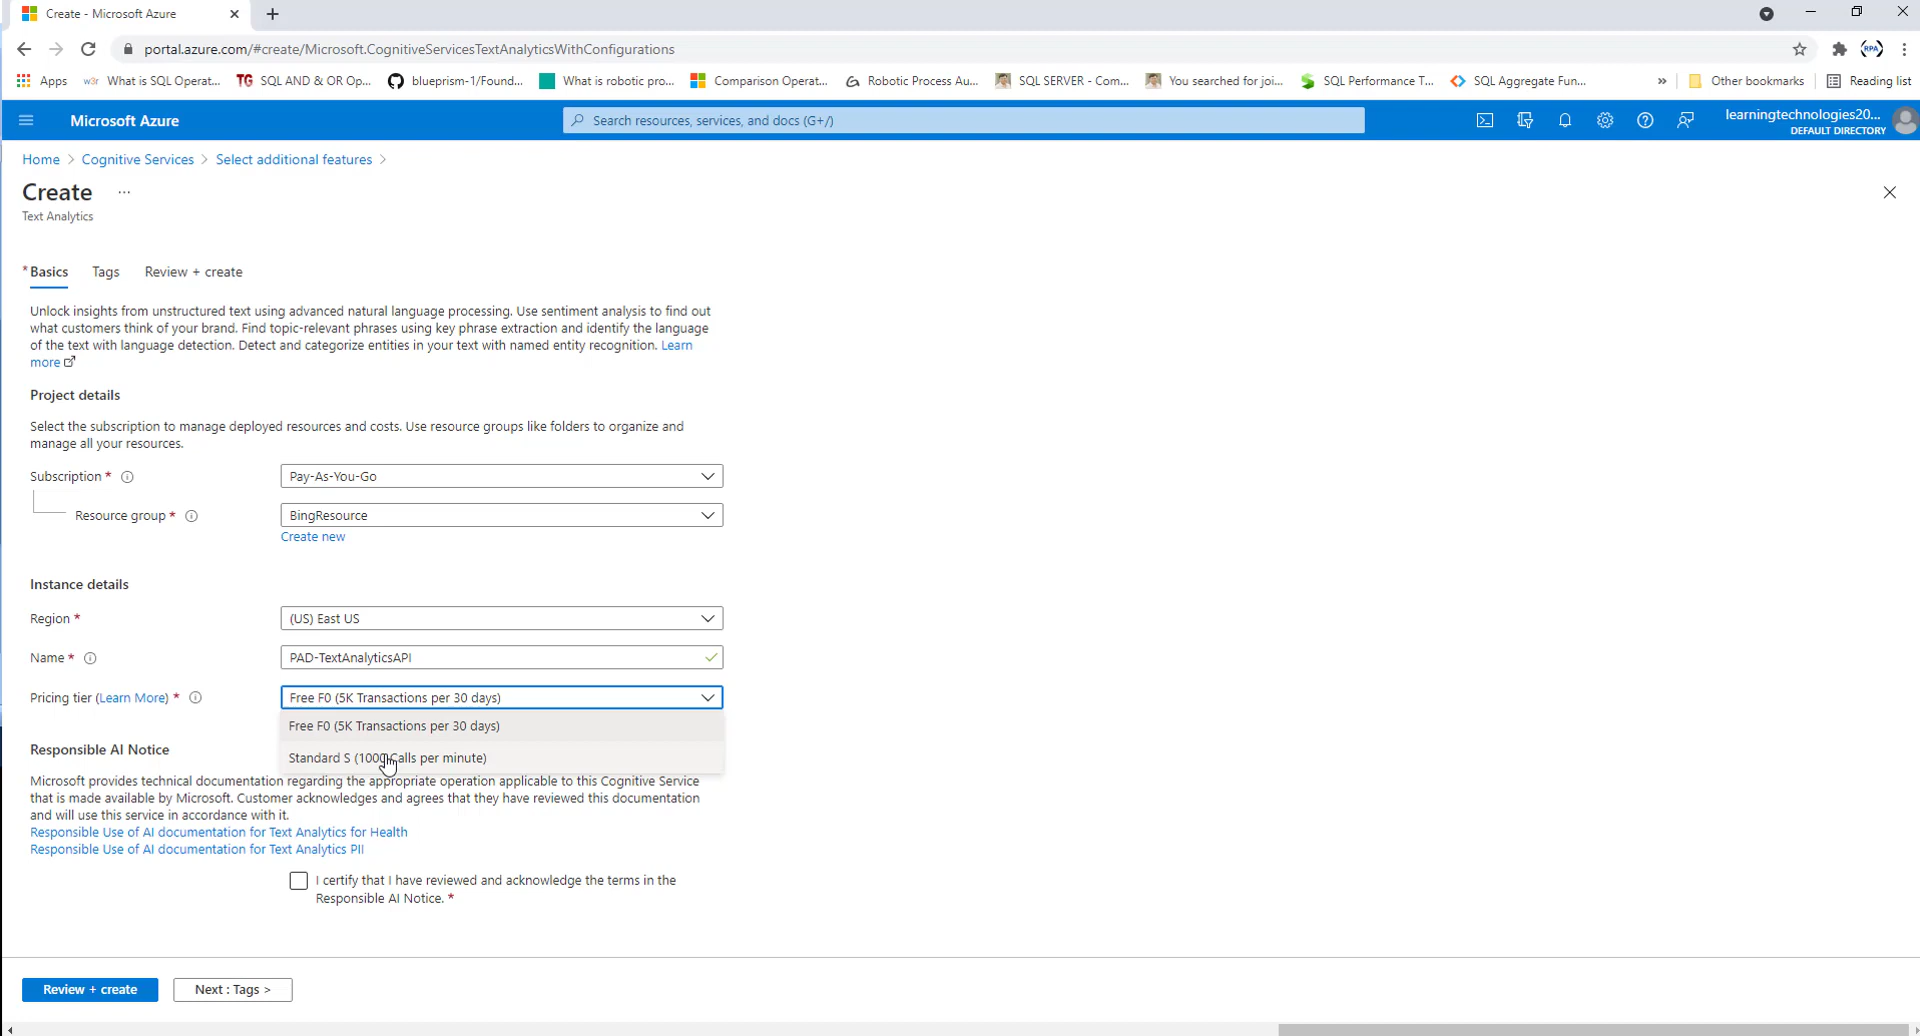 Create - Microsoft Azure
portal.azure.com/#create/Microsoft.CognitiveServicesTextAnalyticsWithConfigurations
(RPA)
Apps
w3r What is SQL Operat...
TG SQL AND & OR Op...
blueprism-1/Found...
What is robotic pro...
Comparison Operat...
Robotic Process Au...
SQL SERVER - Com...
You searched for joi...
SQL Performance T...
SQL Aggregate Fun...
»
Other bookmarks
Reading list
Microsoft Azure
Search resources, services, and docs (G+/)
learningtechnologies20...
DEFAULT DIRECTORY
Home > Cognitive Services > Select additional features >
Create ...
Text Analytics
* Basics
Tags
Review + create
Unlock insights from unstructured text using advanced natural language processing. Use sentiment analysis to find out
what customers think of your brand. Find topic-relevant phrases using key phrase extraction and identify the language
of the text with language detection. Detect and categorize entities in your text with named entity recognition. Learn
more
Project details
Select the subscription to manage deployed resources and costs. Use resource groups like folders to organize and
manage all your resources.
Subscription *
Pay-As-You-Go
Resource group *
BingResource
Create new
Instance details
Region *
(US) East US
Name *
PAD-TextAnalyticsAPI
Pricing tier (Learn More) *
Free F0 (5K Transactions per 30 days)
Free F0 (5K Transactions per 30 days)
Standard S (1000 Calls per minute)
Responsible AI Notice
Microsoft provides technical documentation regarding the appropriate operation applicable to this Cognitive Service
that is made available by Microsoft. Customer acknowledges and agrees that they have reviewed this documentation
and will use this service in accordance with it.
Responsible Use of AI documentation for Text Analytics for Health
Responsible Use of AI documentation for Text Analytics PII
I certify that I have reviewed and acknowledge the terms in the
Responsible AI Notice. *
Review + create
Next : Tags >